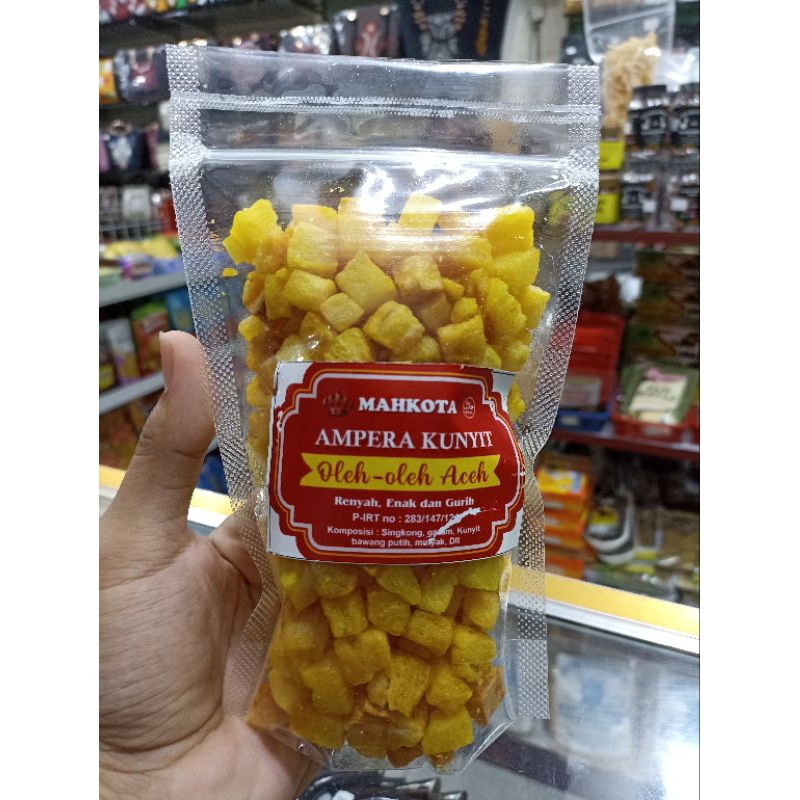 MAHKOTA
AMPERA KUNYIT
Oleh-oleh Aceh
Renyah, Enak dan Gurih
P-IRT no : 283/147/12
Komposisi : Singkong, garam, Kunyit
bawang putih, minyak, Dll